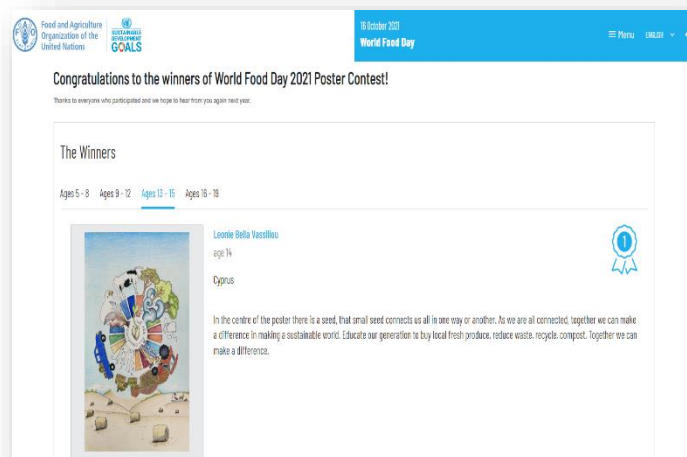 Food and Agriculture
Organization of the
United Nations
SUSTAINABLE
DEVELOPMENT
GOALS
16 October 2021
World Food Day
Menu
ENGLISH
Congratulations to the winners of World Food Day 2021 Poster Contest!
Thanks to everyone who participated and we hope to hear from you again next year.
The Winners
Ages 5 - 8 Ages 9 - 12 Ages 13 - 15 Ages 16 - 19
Leonie Bella Vassiliou
age 14
1
Cyprus
In the centre of the poster there is a seed, that small seed connects us all in one way or another. As we are all connected, together we can make
a difference in making a sustainable world. Educate our generation to buy local fresh produce, reduce waste, recycle, compost. Together we can
make a difference.